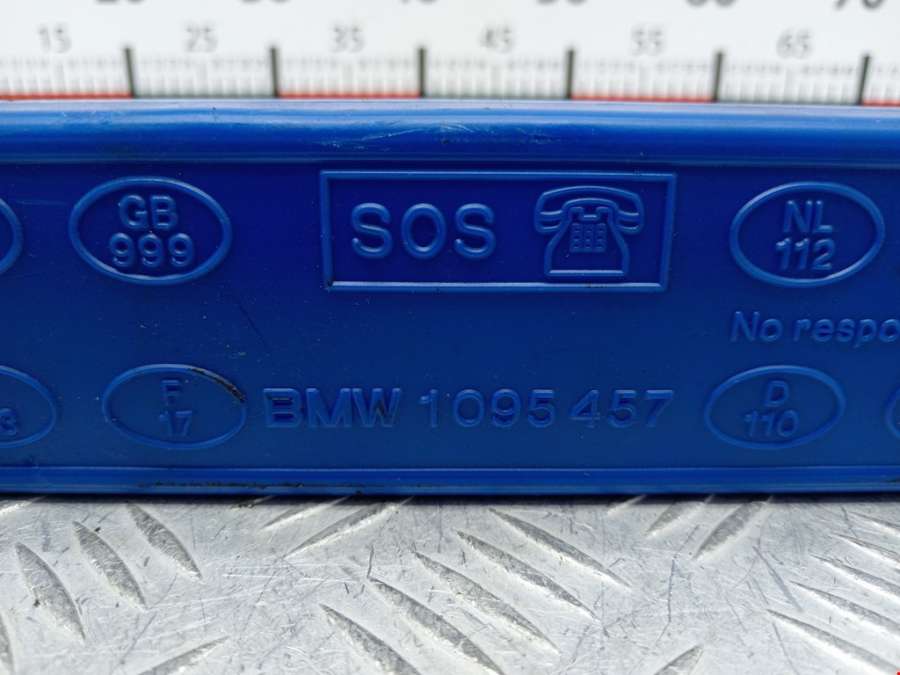 15 25 35 45 55 65
GB
999
SOS
NL
112
No respo
F
17
BMW 1095 457
D
110